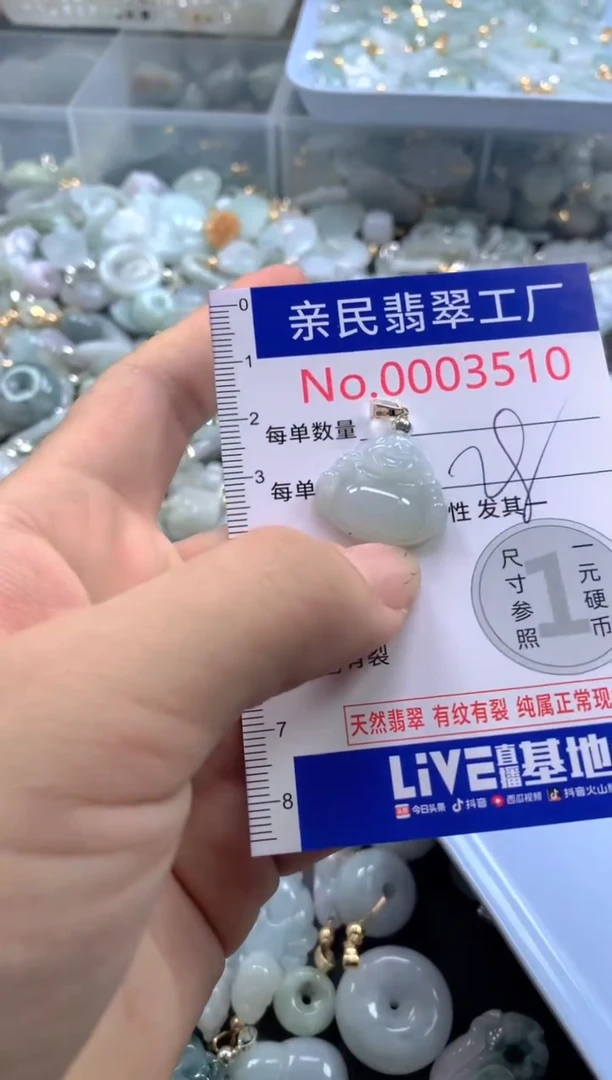 0
亲民翡翠工厂
1
No.0003510
2
每单数量
3
每单
性发其一
尺寸参照
1
一元硬币
有裂
天然翡翠 有纹有裂 纯属正常现
7
LiVE直播基地
8
今日头条 抖音 西瓜视频 抖音火山